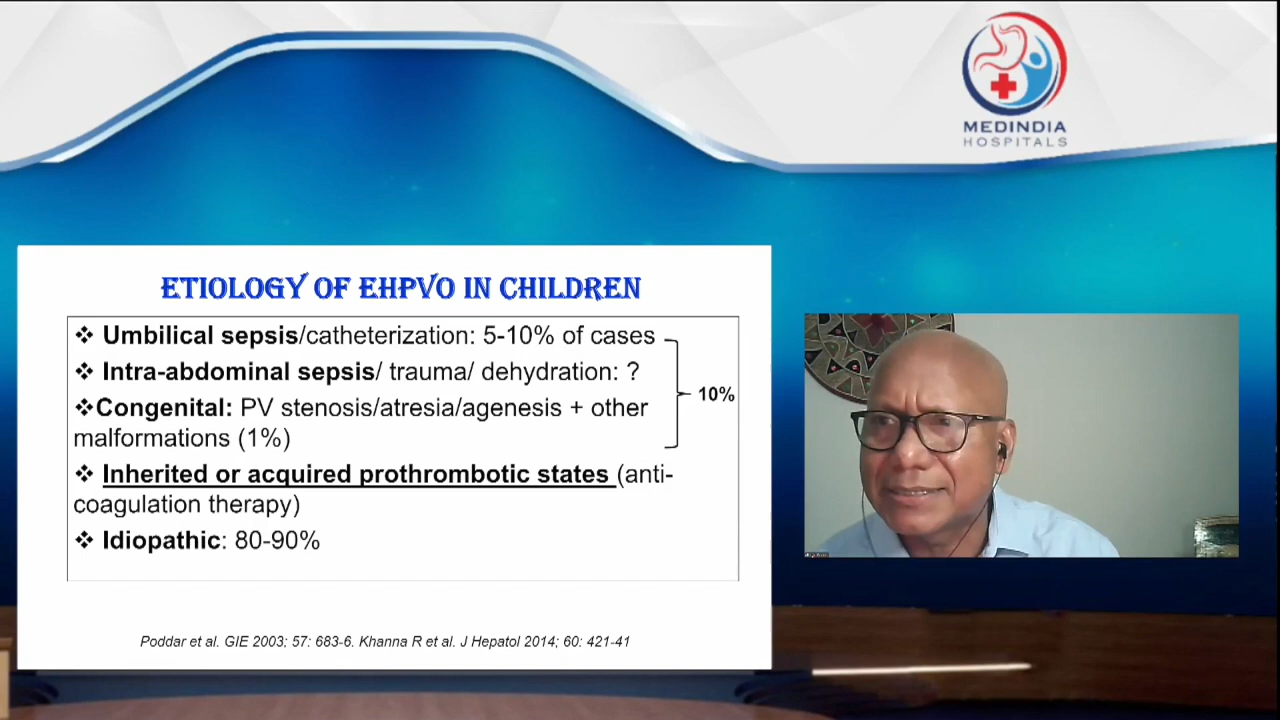 MEDINDIA
HOSPITALS
ETIOLOGY OF EHPVO IN CHILDREN
❖ Umbilical sepsis/catheterization: 5-10% of cases
❖ Intra-abdominal sepsis/ trauma/ dehydration: ?
❖Congenital: PV stenosis/atresia/agenesis + other
malformations (1%)
10%
❖ Inherited or acquired prothrombotic states (anti-
coagulation therapy)
❖ Idiopathic: 80-90%
Poddar et al. GIE 2003; 57: 683-6. Khanna R et al. J Hepatol 2014; 60: 421-41